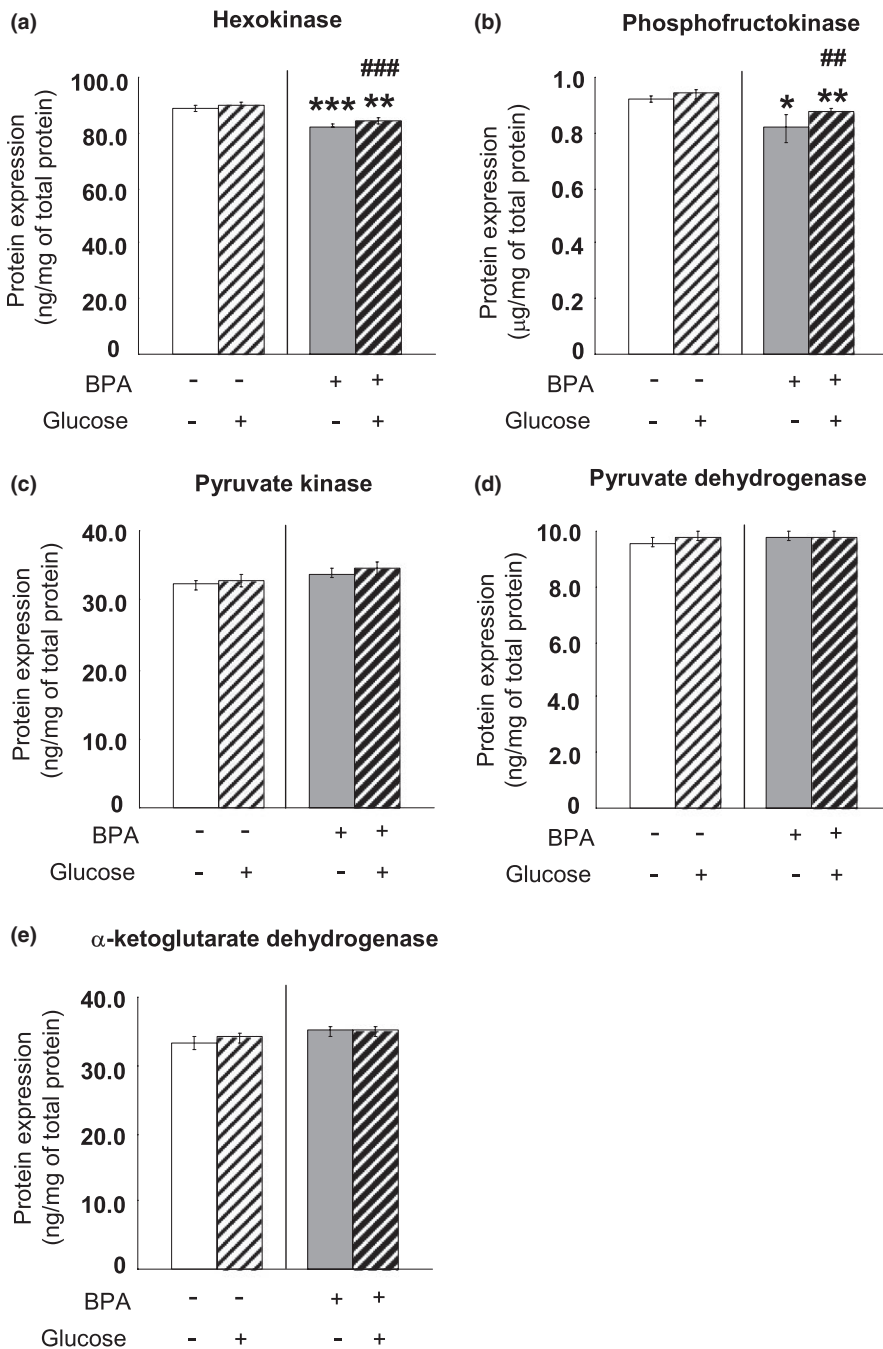 (a)
Hexokinase
###
*** **
100.0
80.0
60.0
40.0
20.0
0
Protein expression
(ng/mg of total protein)
BPA - - + +
Glucose - + - +
(b)
Phosphofructokinase
##
* **
1.0
0.8
0.6
0.4
0.2
0
Protein expression
(μg/mg of total protein)
BPA - - + +
Glucose - + - +
(c)
Pyruvate kinase
40.0
30.0
20.0
10.0
0
Protein expression
(ng/mg of total protein)
BPA - - + +
Glucose - + - +
(d)
Pyruvate dehydrogenase
10.0
8.0
6.0
4.0
2.0
0
Protein expression
(ng/mg of total protein)
BPA - - + +
Glucose - + - +
(e)
α-ketoglutarate dehydrogenase
40.0
30.0
20.0
10.0
0
Protein expression
(ng/mg of total protein)
BPA - - + +
Glucose - + - +